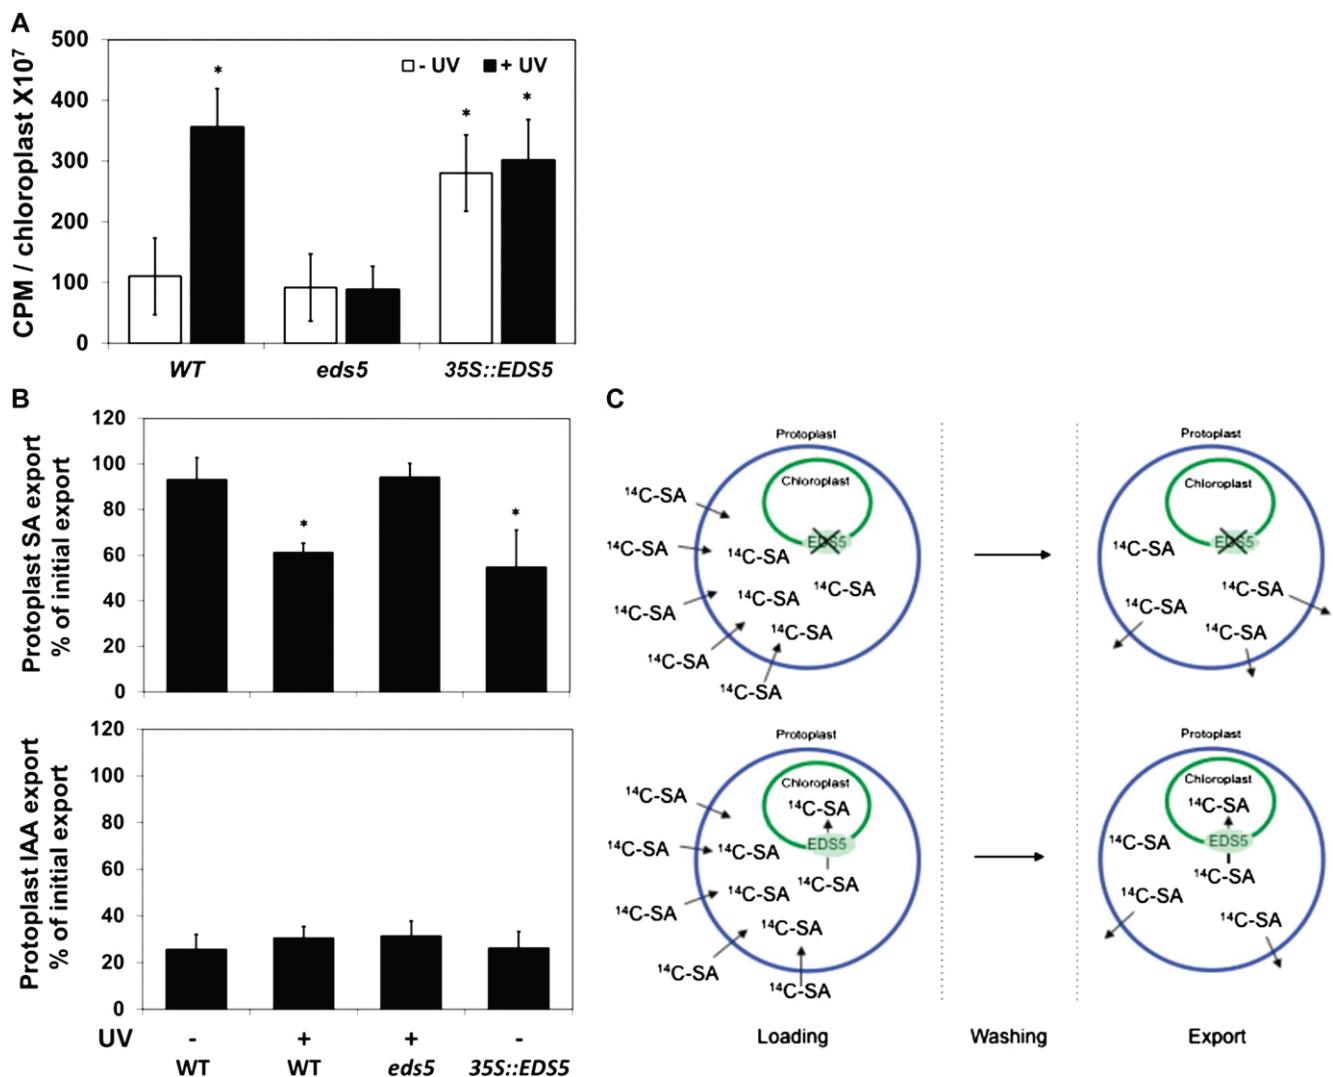 A
CPM / chloroplast X10⁷
500
400
300
200
100
0
- UV
+ UV
*
*
*
WT
eds5
35S::EDS5
B
Protoplast SA export
% of initial export
120
100
80
60
40
20
0
*
*
Protoplast IAA export
% of initial export
120
100
80
60
40
20
0
UV - + + -
WT WT eds5 35S::EDS5
C
Protoplast
Chloroplast
EDS5
¹⁴C-SA
¹⁴C-SA
¹⁴C-SA
¹⁴C-SA
¹⁴C-SA
¹⁴C-SA
¹⁴C-SA
¹⁴C-SA
¹⁴C-SA
Protoplast
Chloroplast
EDS5
¹⁴C-SA
¹⁴C-SA
¹⁴C-SA
¹⁴C-SA
Protoplast
Chloroplast
¹⁴C-SA
EDS5
¹⁴C-SA
¹⁴C-SA
¹⁴C-SA
¹⁴C-SA
¹⁴C-SA
¹⁴C-SA
¹⁴C-SA
¹⁴C-SA
¹⁴C-SA
Protoplast
Chloroplast
¹⁴C-SA
EDS5
¹⁴C-SA
¹⁴C-SA
¹⁴C-SA
¹⁴C-SA
Loading
Washing
Export